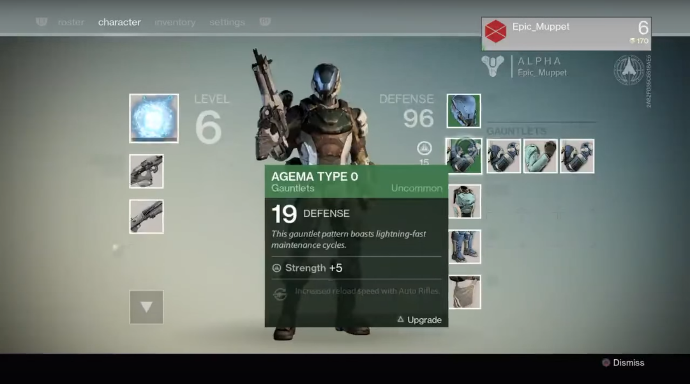 roster character inventory settings
Epic_Muppet 6
170
ALPHA
Epic_Muppet
LEVEL
6
DEFENSE
96
15
GAUNTLETS
AGEMA TYPE 0
Gauntlets Uncommon
19 DEFENSE
This gauntlet pattern boasts lightning-fast
maintenance cycles.
Strength +5
Increased reload speed with Auto Rifles.
Upgrade
Dismiss